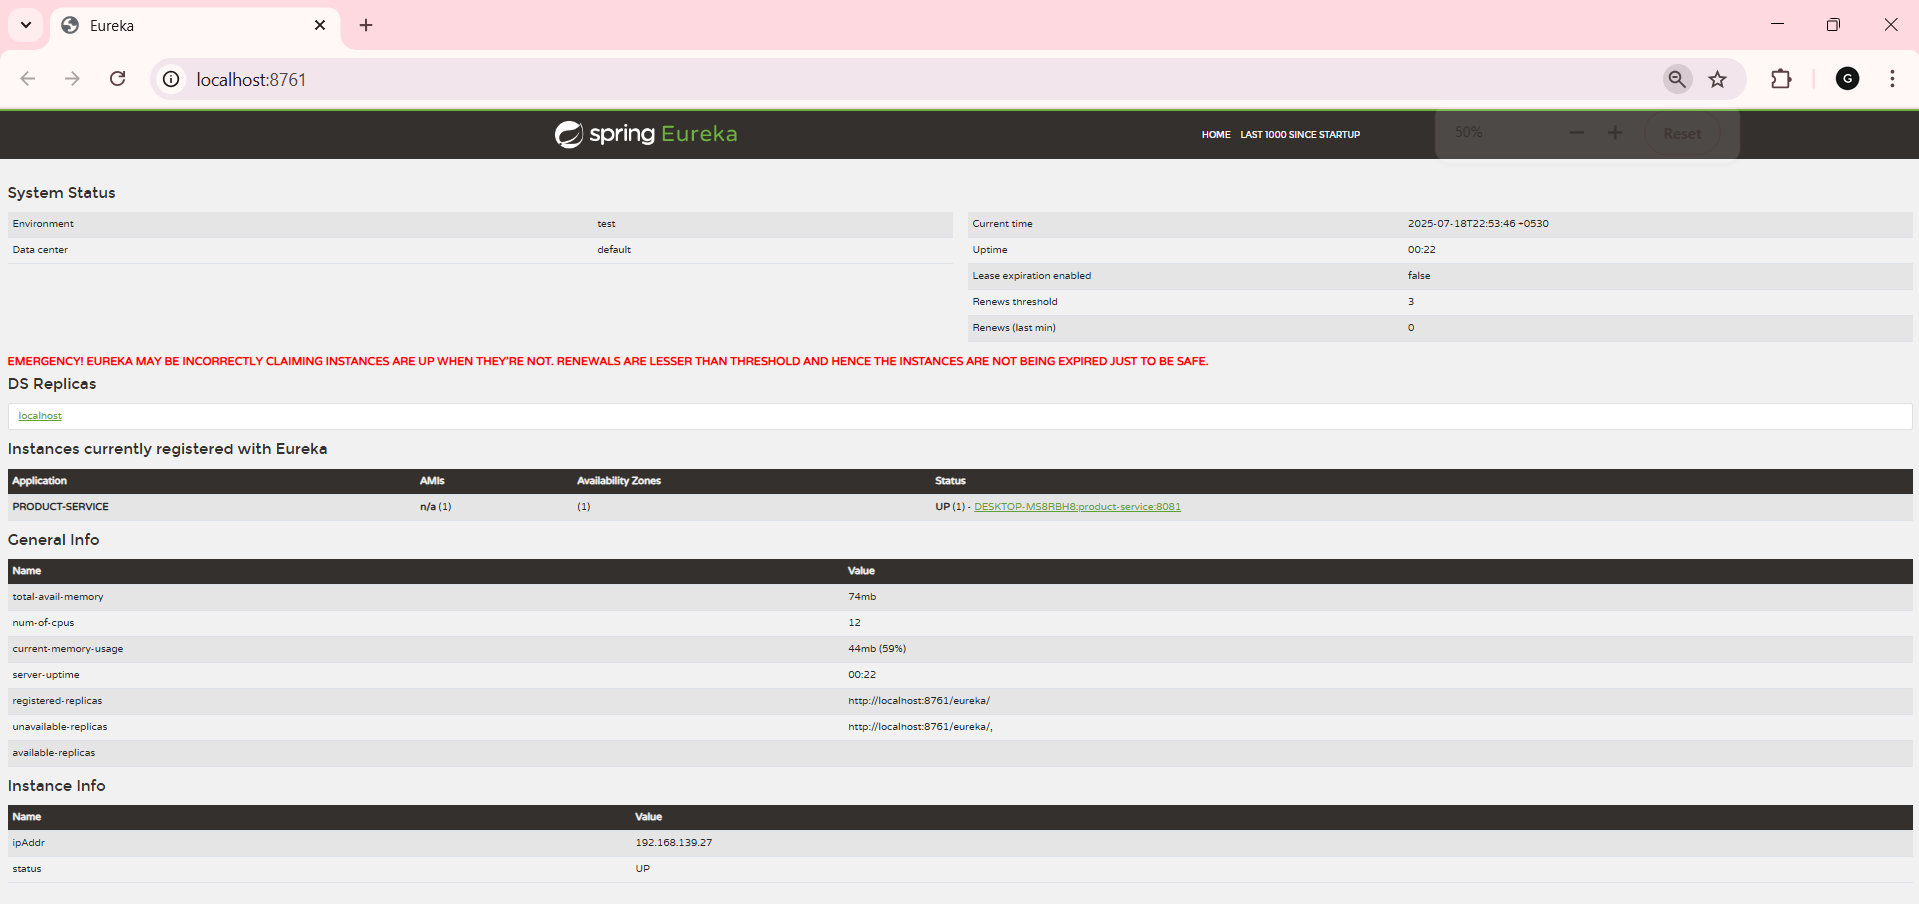 Eureka
localhost:8761
G
spring Eureka
HOME LAST 1000 SINCE STARTUP
50% Reset
System Status
Environment test
Data center default
Current time 2025-07-18T22:53:46 +0530
Uptime 00:22
Lease expiration enabled false
Renews threshold 3
Renews (last min) 0
EMERGENCY! EUREKA MAY BE INCORRECTLY CLAIMING INSTANCES ARE UP WHEN THEY'RE NOT. RENEWALS ARE LESSER THAN THRESHOLD AND HENCE THE INSTANCES ARE NOT BEING EXPIRED JUST TO BE SAFE.
DS Replicas
localhost
Instances currently registered with Eureka
Application AMIs Availability Zones Status
PRODUCT-SERVICE n/a (1) (1) UP (1) - DESKTOP-MS8RBH8:product-service:8081
General Info
Name Value
total-avail-memory 74mb
num-of-cpus 12
current-memory-usage 44mb (59%)
server-uptime 00:22
registered-replicas http://localhost:8761/eureka/
unavailable-replicas http://localhost:8761/eureka/,
available-replicas
Instance Info
Name Value
ipAddr 192.168.139.27
status UP